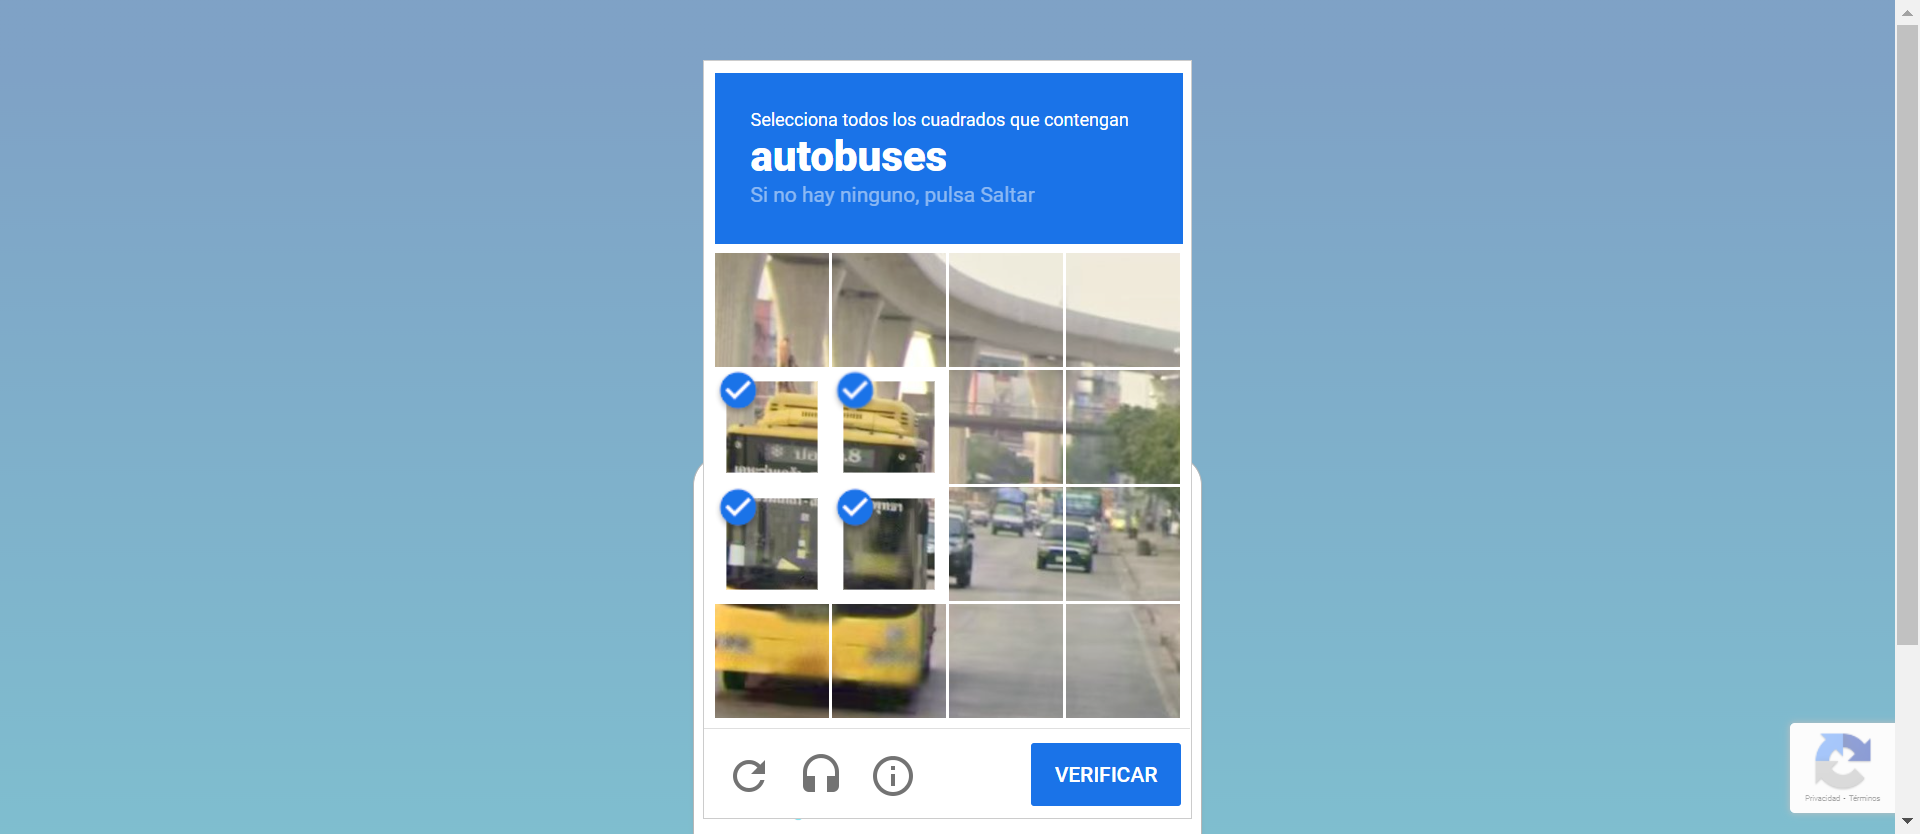 Selecciona todos los cuadrados que contengan
autobuses
Si no hay ninguno, pulsa Saltar
VERIFICAR
Privacidad - Términos